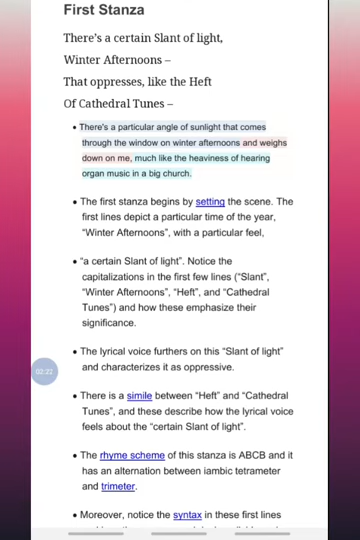 First Stanza
There's a certain Slant of light,
Winter Afternoons –
That oppresses, like the Heft
Of Cathedral Tunes –
• There's a particular angle of sunlight that comes
through the window on winter afternoons and weighs
down on me, much like the heaviness of hearing
organ music in a big church.
• The first stanza begins by setting the scene. The
first lines depict a particular time of the year,
“Winter Afternoons”, with a particular feel,
• “a certain Slant of light”. Notice the
capitalizations in the first few lines (“Slant”,
“Winter Afternoons”, “Heft”, and “Cathedral
Tunes”) and how these emphasize their
significance.
• The lyrical voice furthers on this “Slant of light”
and characterizes it as oppressive.
02:22
• There is a simile between “Heft” and “Cathedral
Tunes”, and these describe how the lyrical voice
feels about the “certain Slant of light”.
• The rhyme scheme of this stanza is ABCB and it
has an alternation between iambic tetrameter
and trimeter.
• Moreover, notice the syntax in these first lines